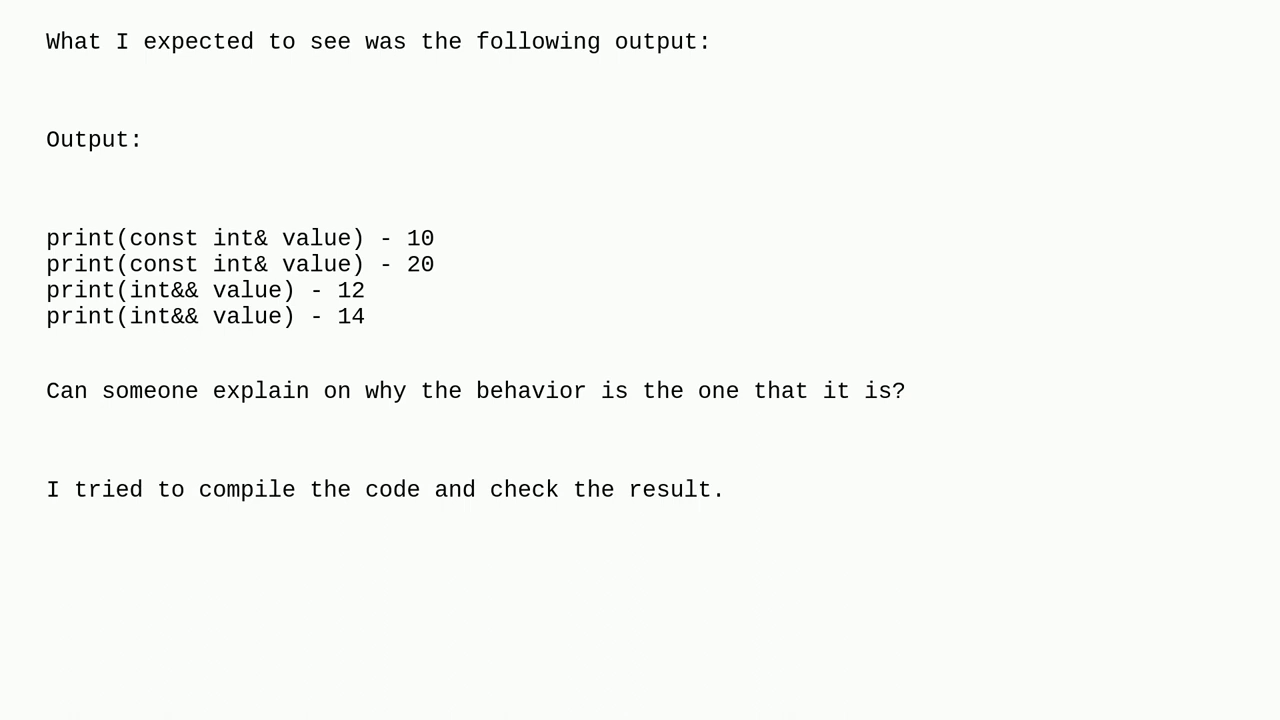 What I expected to see was the following output:
Output:
print(const int& value) - 10
print(const int& value) - 20
print(int&& value) - 12
print(int&& value) - 14
Can someone explain on why the behavior is the one that it is?
I tried to compile the code and check the result.